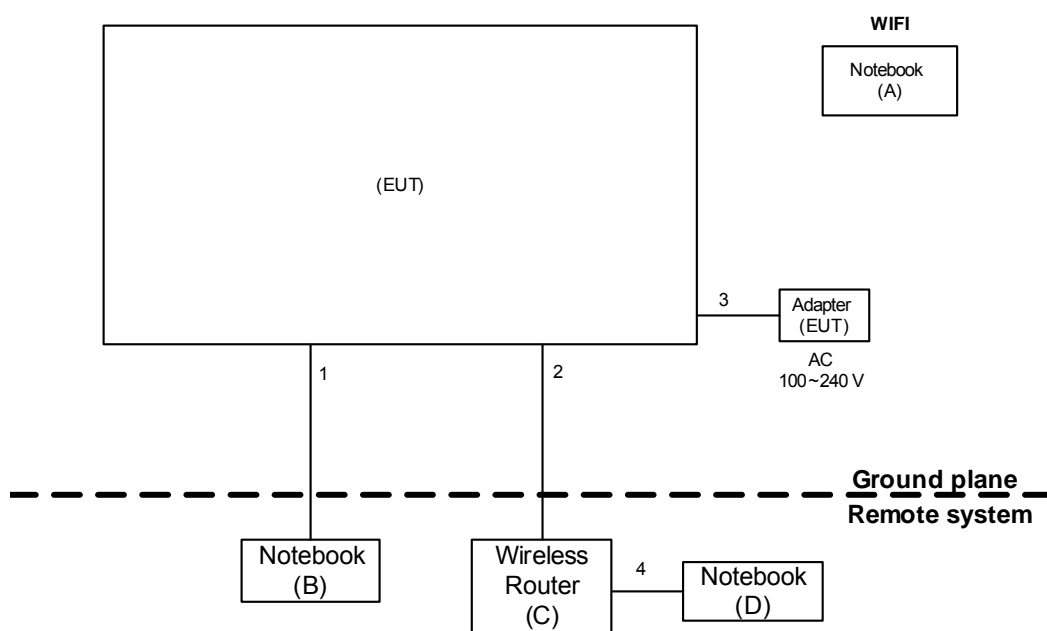 WIFI
Notebook
(A)
(EUT)
3
Adapter
(EUT)
AC
100~240 V
1
2
Ground plane
Remote system
Notebook
(B)
Wireless
Router
(C)
4
Notebook
(D)